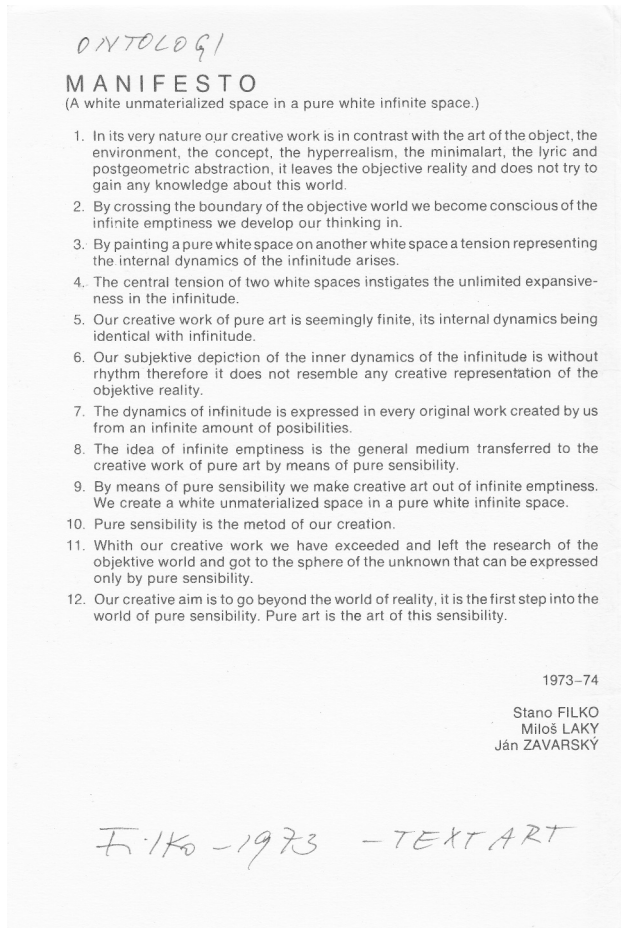 ONTOLOGI
MANIFESTO
(A white unmaterialized space in a pure white infinite space.)
1. In its very nature our creative work is in contrast with the art of the object, the
environment, the concept, the hyperrealism, the minimalart, the lyric and
postgeometric abstraction, it leaves the objective reality and does not try to
gain any knowledge about this world.
2. By crossing the boundary of the objective world we become conscious of the
infinite emptiness we develop our thinking in.
3. By painting a pure white space on another white space a tension representing
the internal dynamics of the infinitude arises.
4. The central tension of two white spaces instigates the unlimited expansive-
ness in the infinitude.
5. Our creative work of pure art is seemingly finite, its internal dynamics being
identical with infinitude.
6. Our subjektive depiction of the inner dynamics of the infinitude is without
rhythm therefore it does not resemble any creative representation of the
objektive reality.
7. The dynamics of infinitude is expressed in every original work created by us
from an infinite amount of posibilities.
8. The idea of infinite emptiness is the general medium transferred to the
creative work of pure art by means of pure sensibility.
9. By means of pure sensibility we make creative art out of infinite emptiness.
We create a white unmaterialized space in a pure white infinite space.
10. Pure sensibility is the metod of our creation.
11. Whith our creative work we have exceeded and left the research of the
objektive world and got to the sphere of the unknown that can be expressed
only by pure sensibility.
12. Our creative aim is to go beyond the world of reality, it is the first step into the
world of pure sensibility. Pure art is the art of this sensibility.
1973–74
Stano FILKO
Miloš LAKY
Ján ZAVARSKÝ
Filko – 1973 – TEXT ART